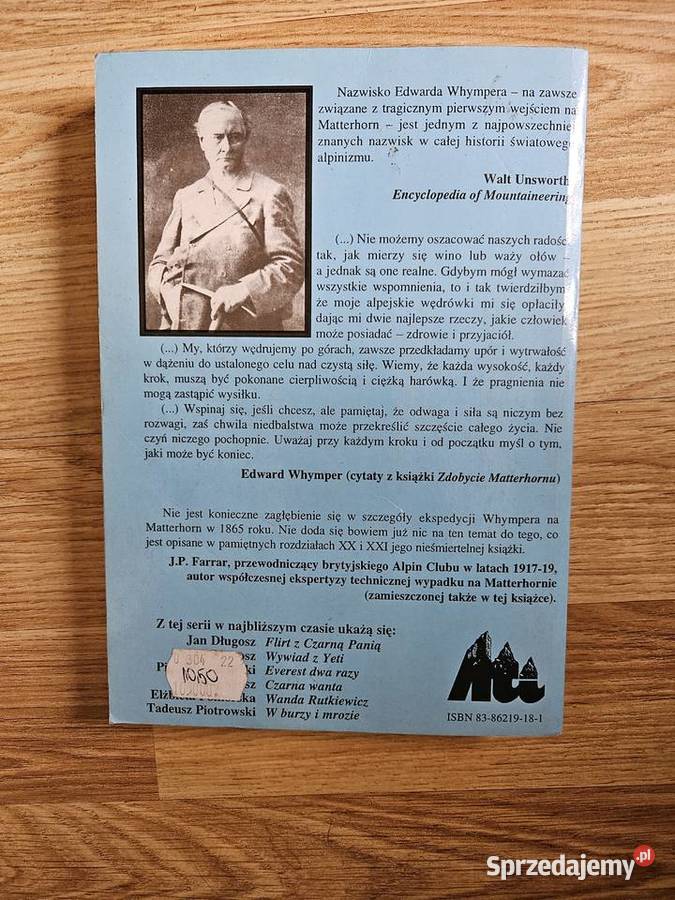 Nazwisko Edwarda Whympera – na zawsze
związane z tragicznym pierwszym wejściem na
Matterhorn – jest jednym z najpowszechniej
znanych nazwisk w całej historii światowego
alpinizmu.
Walt Unsworth
Encyclopedia of Mountaineering
(...) Nie możemy oszacować naszych radości
tak, jak mierzy się wino lub waży ołów –
a jednak są one realne. Gdybym mógł wymazać
wszystkie wspomnienia, to i tak twierdziłbym
że moje alpejskie wędrówki mi się opłaciły
dając mi dwie najlepsze rzeczy, jakie człowiek
może posiadać – zdrowie i przyjaciół.
(...) My, którzy wędrujemy po górach, zawsze przedkładamy upór i wytrwałość
w dążeniu do ustalonego celu nad czystą siłę. Wiemy, że każda wysokość, każdy
krok, muszą być pokonane cierpliwością i ciężką harówką. I że pragnienia nie
mogą zastąpić wysiłku.
(...) Wspinaj się, jeśli chcesz, ale pamiętaj, że odwaga i siła są niczym bez
rozwagi, zaś chwila niedbalstwa może przekreślić szczęście całego życia. Nie
czyń niczego pochopnie. Uważaj przy każdym kroku i od początku myśl o tym,
jaki może być koniec.
Edward Whymper (cytaty z książki Zdobycie Matterhornu)
Nie jest konieczne zagłębienie się w szczegóły ekspedycji Whympera na
Matterhorn w 1865 roku. Nie doda się bowiem już nic na ten temat do tego, co
jest opisane w pamiętnych rozdziałach XX i XXI jego nieśmiertelnej książki.
J.P. Farrar, przewodniczący brytyjskiego Alpin Clubu w latach 1917-19,
autor współczesnej ekspertyzy technicznej wypadku na Matterhornie
(zamieszczonej także w tej książce).
Z tej serii w najbliższym czasie ukażą się:
Jan Długosz Flirt z Czarną Panią
Wywiad z Yeti
Everest dwa razy
Czarna wanta
Wanda Rutkiewicz
Tadeusz Piotrowski W burzy i mrozie
10,50
ISBN 83-86219-18-1
Sprzedajemy.pl